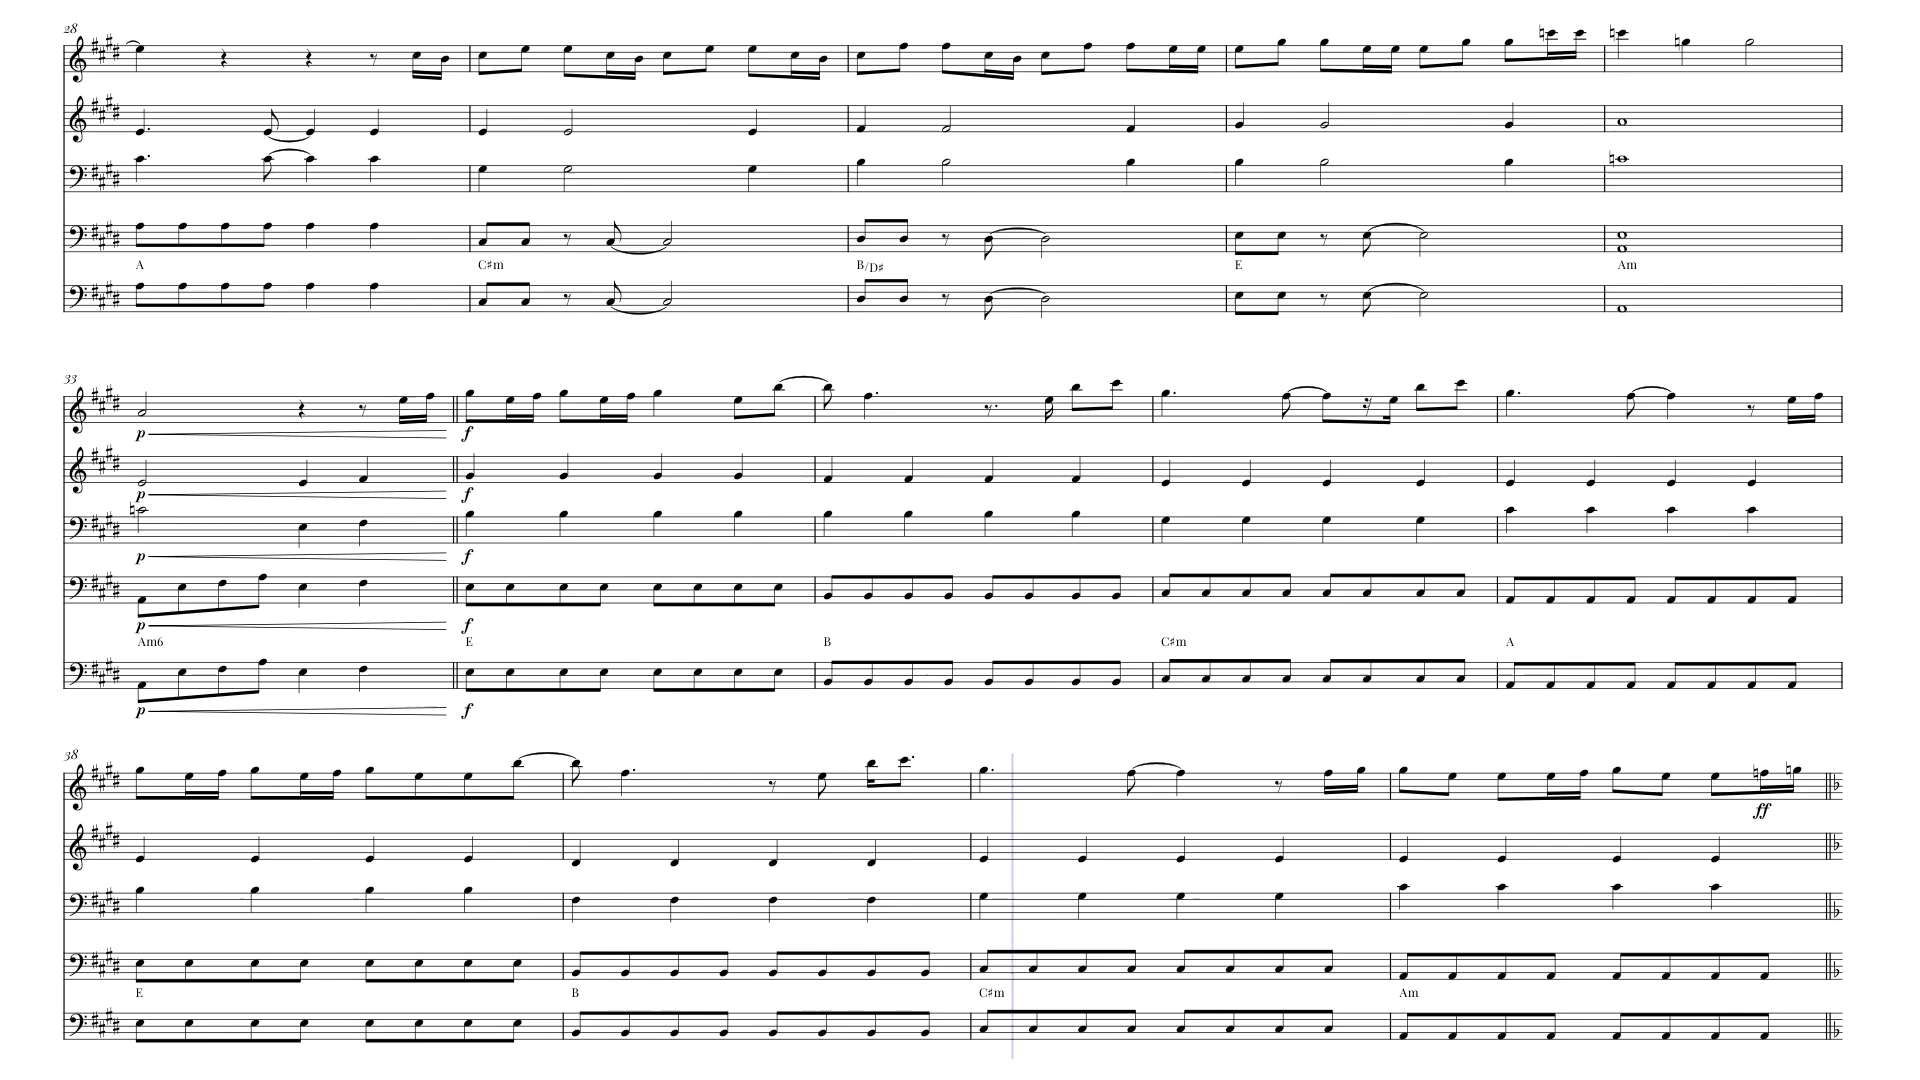 28
A C♯m B/D♯ E Am
33
p f
p f
p f
p f
Am6 E B C♯m A
p f
38
ff
E B C♯m Am